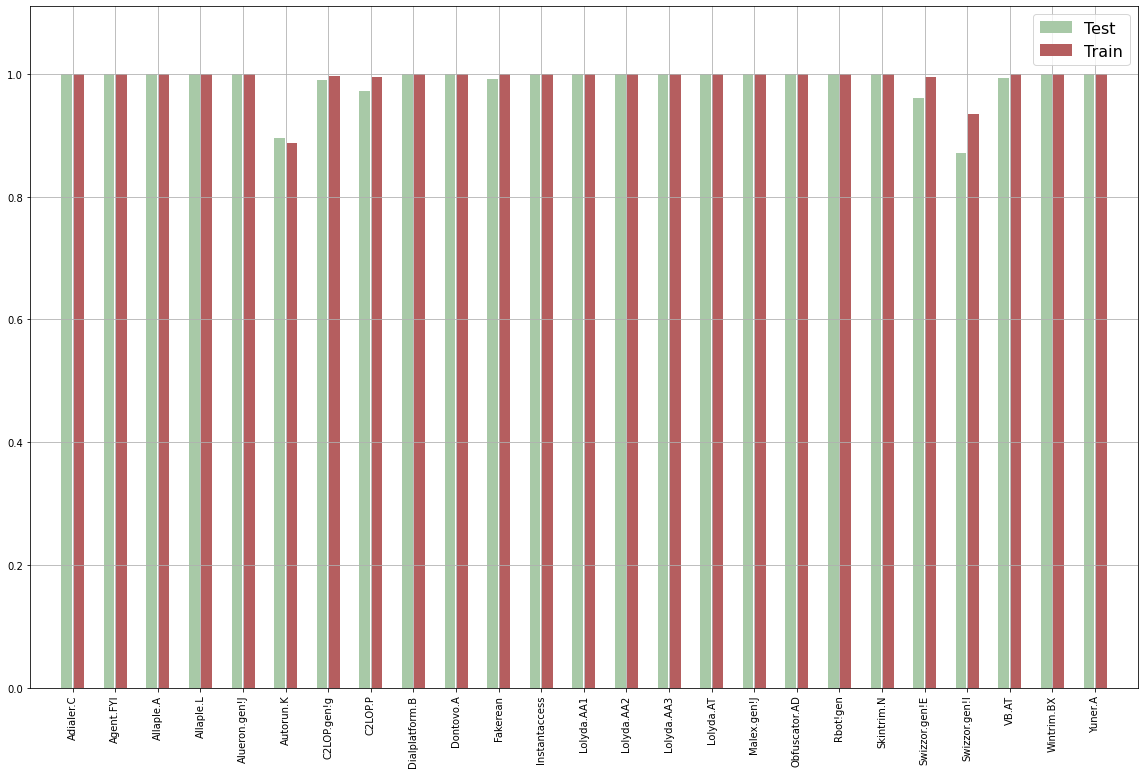 Test
Train
1.0
0.8
0.6
0.4
0.2
0.0
Adialer.C
Agent.FYI
Allaple.A
Allaple.L
Alueron.gen!J
Autorun.K
C2LOP.gen!g
C2LOP.P
Dialplatform.B
Dontovo.A
Fakerean
Instantaccess
Lolyda.AA1
Lolyda.AA2
Lolyda.AA3
Lolyda.AT
Malex.gen!J
Obfuscator.AD
Rbot!gen
Skintrim.N
Swizzor.gen!E
Swizzor.gen!I
VB.AT
Wintrim.BX
Yuner.A